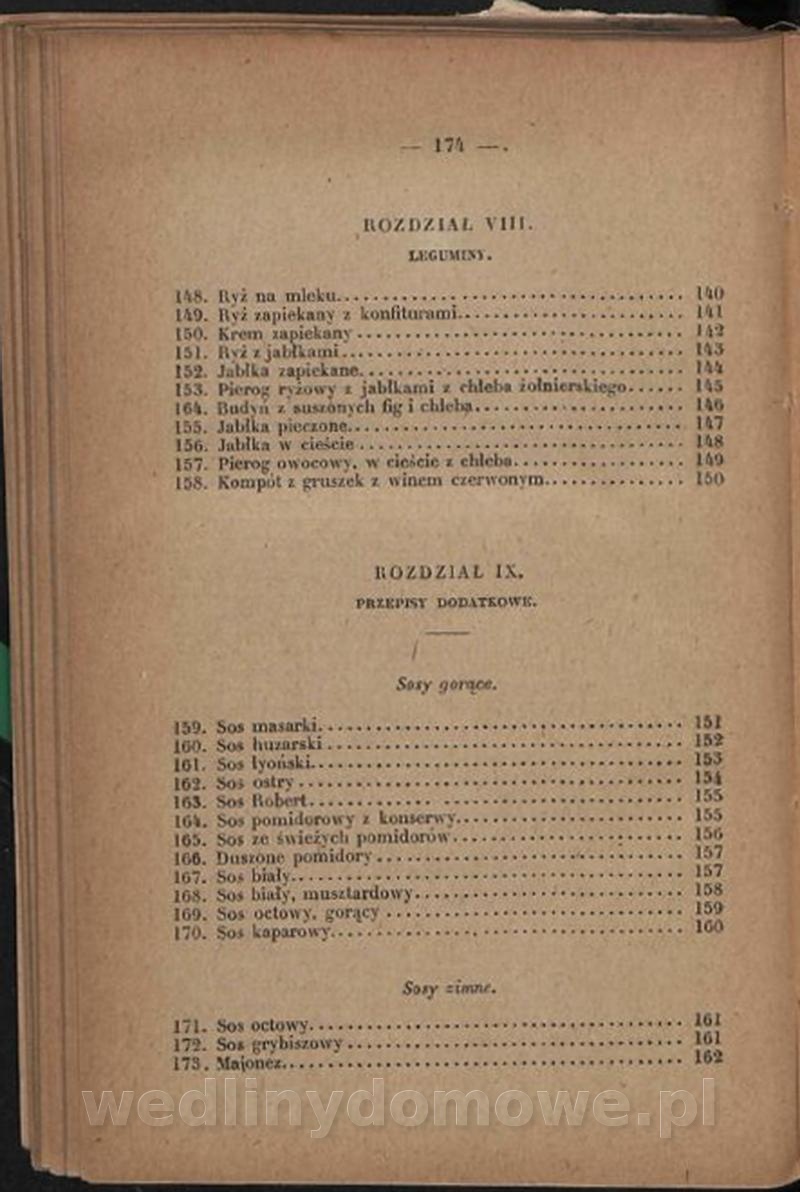 — 174 —.
ROZDZIAŁ VIII.
LEGUMINY.
148. Ryż na mleku........................................ 140
149. Ryż zapiekany z konfiturami........................ 141
150. Krem zapiekany..................................... 142
151. Ryż z jabłkami..................................... 143
152. Jabłka zapiekane................................... 144
153. Pieróg ryżowy z jabłkami z chleba żołnierskiego...... 145
164. Budyń z suszonych fig i chleba..................... 146
155. Jabłka pieczone.................................... 147
156. Jabłka w cieście................................... 148
157. Pieróg owocowy, w cieście z chleba................. 149
158. Kompót z gruszek z winem czerwonym............... 150
ROZDZIAŁ IX.
PRZEPISY DODATKOWE.
Sosy gorące.
159. Sos masarki........................................ 151
160. Sos huzarski....................................... 152
161. Sos lyoński........................................ 153
162. Sos ostry.......................................... 154
163. Sos Robert......................................... 155
164. Sos pomidorowy z konserwy......................... 155
165. Sos ze świeżych pomidorów......................... 156
166. Duszone pomidory.................................. 157
167. Sos biały.......................................... 157
168. Sos biały, musztardowy............................. 158
169. Sos octowy, gorący................................. 159
170. Sos kaparowy....................................... 160
Sosy zimne.
171. Sos octowy......................................... 161
172. Sos grybiszowy..................................... 161
173. Majonez............................................ 162
wedlinydomowe.pl